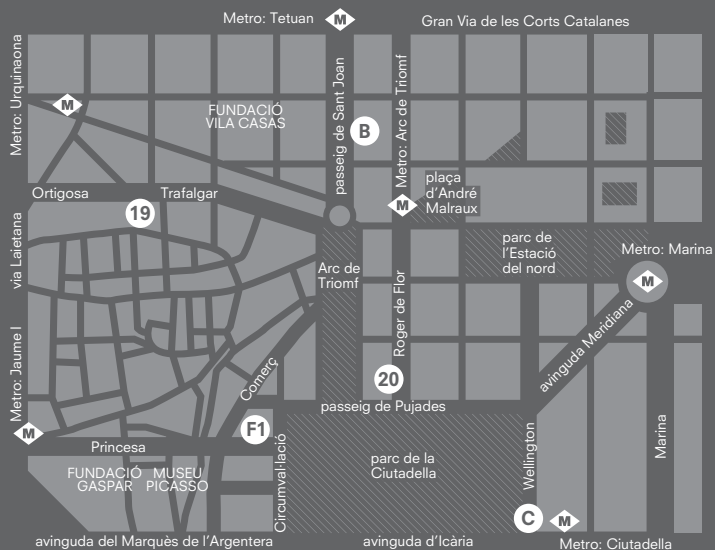 Metro: Tetuan
M
Gran Via de les Corts Catalanes
Metro: Urquinaona
M
FUNDACIÓ
VILA CASAS
passeig de Sant Joan
B
Metro: Arc de Triomf
M
plaça
d'André
Malraux
Ortigosa
Trafalgar
19
via Laietana
Arc de
Triomf
Roger de Flor
parc de
l'Estació
del nord
Metro: Marina
M
avinguda Meridiana
Metro: Jaume I
M
Comerç
20
passeig de Pujades
F1
Princesa
FUNDACIÓ
GASPAR
MUSEU
PICASSO
Circumval·lació
parc de la
Ciutadella
Wellington
Marina
C
M
avinguda del Marquès de l'Argentera
avinguda d'Icària
Metro: Ciutadella